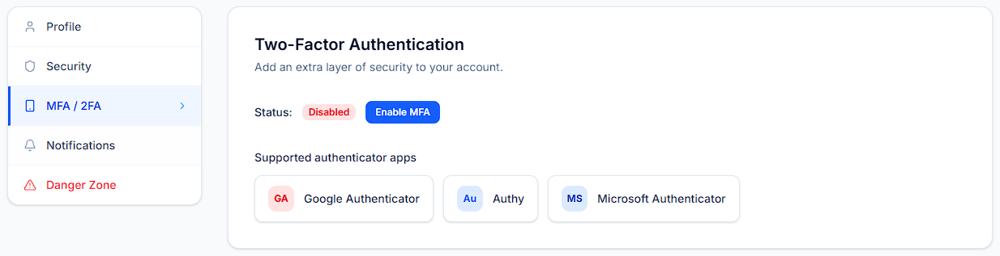 Profile
Security
MFA / 2FA
Notifications
Danger Zone
Two-Factor Authentication
Add an extra layer of security to your account.
Status: Disabled Enable MFA
Supported authenticator apps
GA Google Authenticator Au Authy MS Microsoft Authenticator